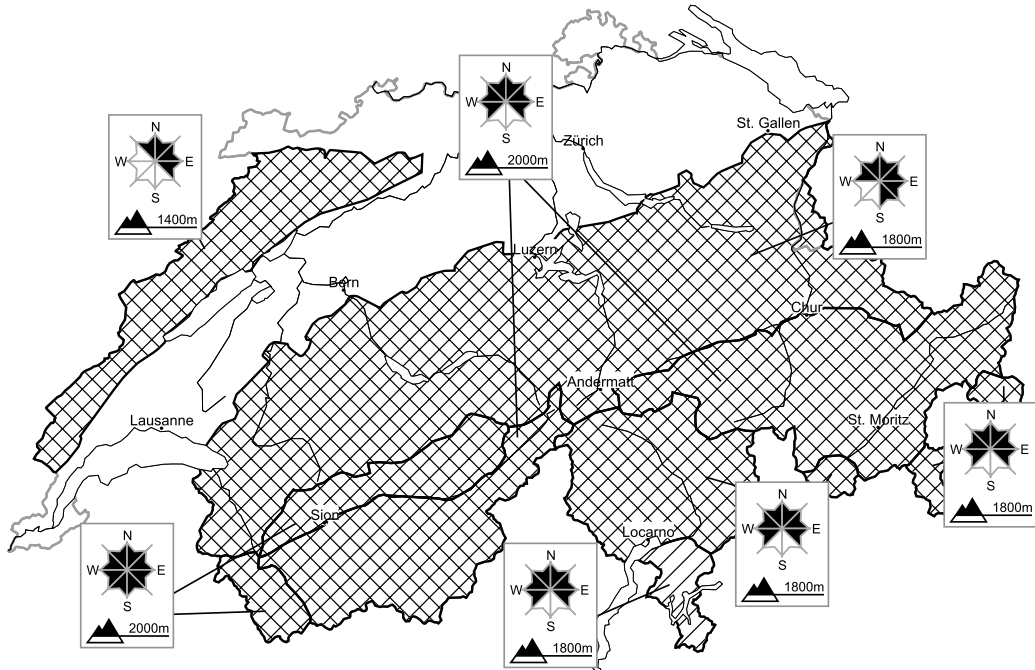 N
W E
S
2000m
St. Gallen
Zürich
N
W E
S
1400m
N
W E
S
1800m
Luzern
Bern
Chur
Andermatt
Lausanne
St. Moritz
N
W E
S
1800m
Sion
Locarno
N
W E
S
1800m
N
W E
S
2000m
N
W E
S
1800m